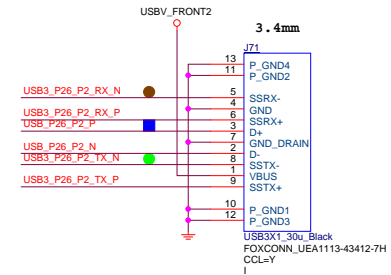 USBV_FRONT2
3.4mm
J71
13 P_GND4
11 P_GND2
USB3_P26_P2_RX_N 5 SSRX-
4 GND
USB3_P26_P2_RX_P 6 SSRX+
USB_P26_P2_P 3 D+
7 GND_DRAIN
USB_P26_P2_N 2 D-
USB3_P26_P2_TX_N 8 SSTX-
1 VBUS
USB3_P26_P2_TX_P 9 SSTX+
10 P_GND1
12 P_GND3
USB3X1_30u_Black
FOXCONN_UEA1113-43412-7H
CCL=Y
I